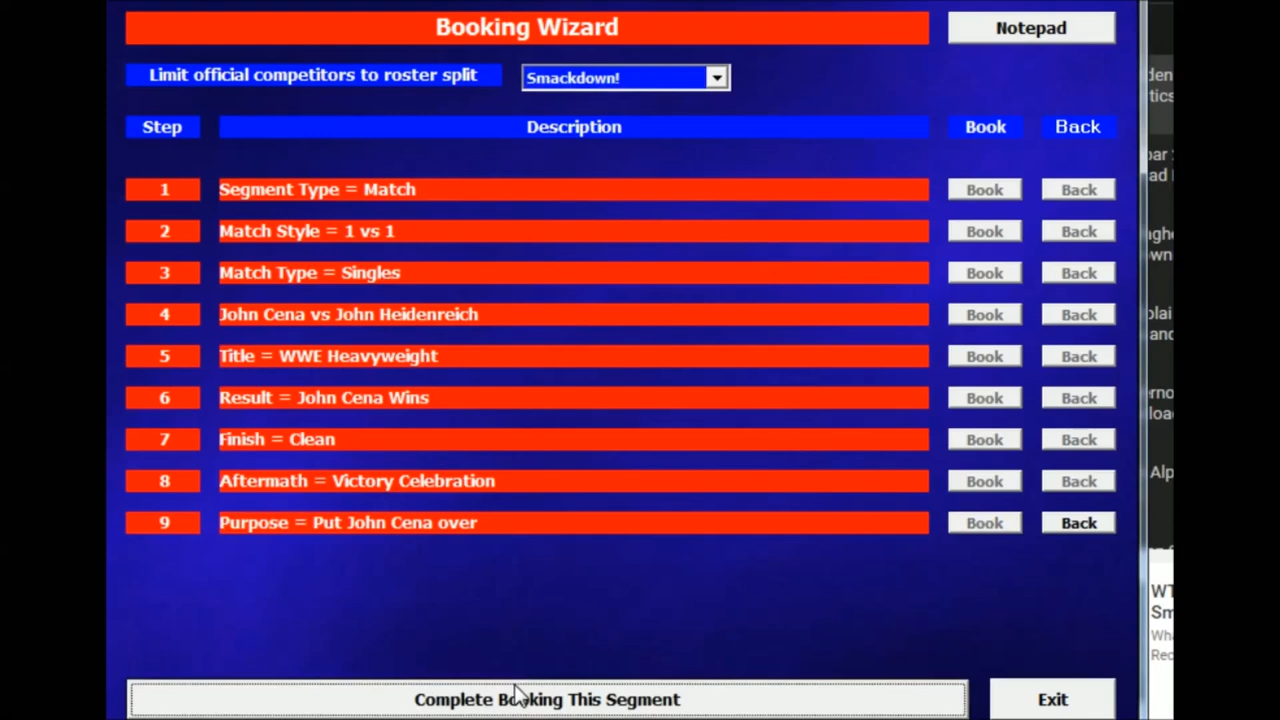 Booking Wizard
Notepad
Limit official competitors to roster split
Smackdown!
Step Description Book Back
1 Segment Type = Match Book Back
2 Match Style = 1 vs 1 Book Back
3 Match Type = Singles Book Back
4 John Cena vs John Heidenreich Book Back
5 Title = WWE Heavyweight Book Back
6 Result = John Cena Wins Book Back
7 Finish = Clean Book Back
8 Aftermath = Victory Celebration Book Back
9 Purpose = Put John Cena over Book Back
Complete Booking This Segment
Exit